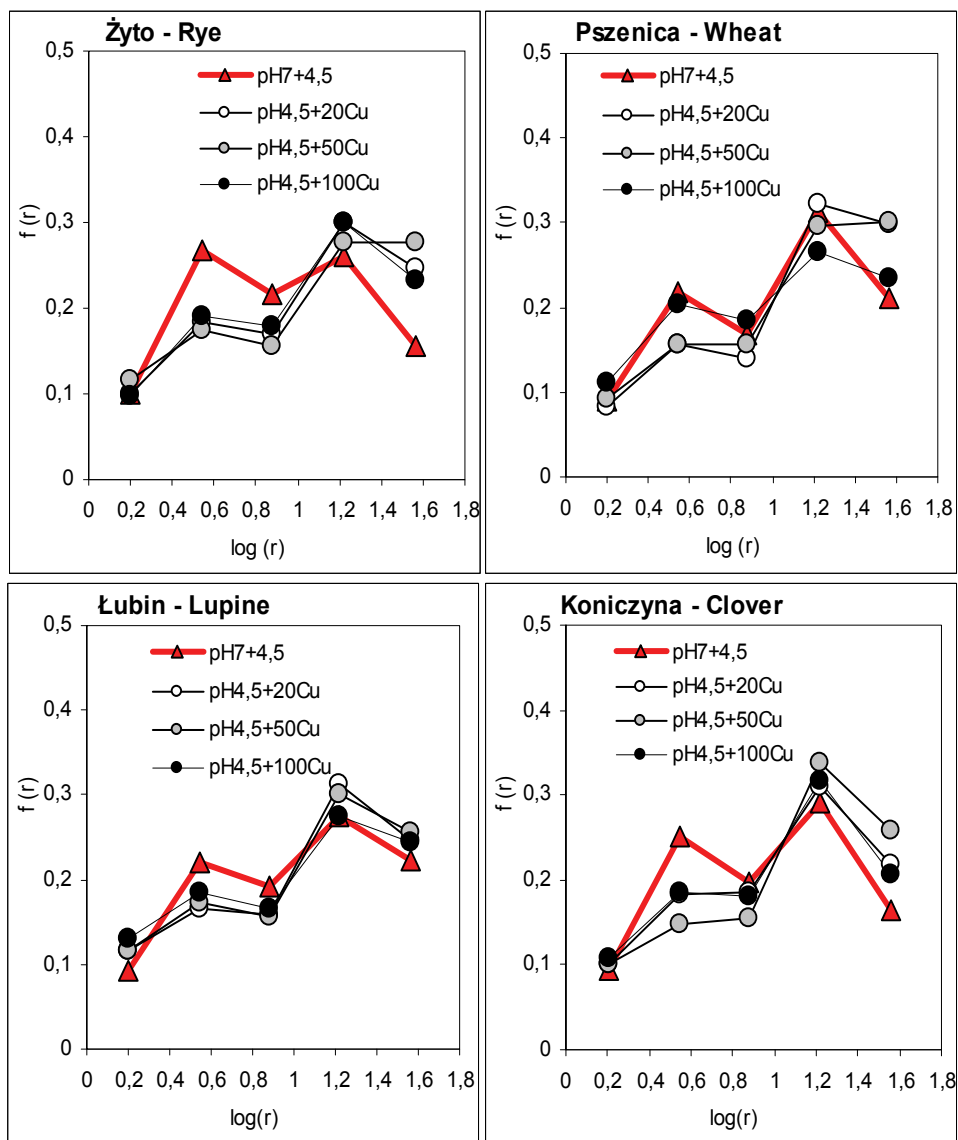 Żyto - Rye
0,5
pH7+4,5
pH4,5+20Cu
0,4
pH4,5+50Cu
pH4,5+100Cu
0,3
f (r)
0,2
0,1
0
0 0,2 0,4 0,6 0,8 1 1,2 1,4 1,6 1,8
log (r)
Pszenica - Wheat
0,5
pH7+4,5
pH4,5+20Cu
0,4
pH4,5+50Cu
pH4,5+100Cu
0,3
f (r)
0,2
0,1
0
0 0,2 0,4 0,6 0,8 1 1,2 1,4 1,6 1,8
log (r)
Łubin - Lupine
0,5
pH7+4,5
pH4,5+20Cu
0,4
pH4,5+50Cu
pH4,5+100Cu
0,3
f (r)
0,2
0,1
0
0 0,2 0,4 0,6 0,8 1 1,2 1,4 1,6 1,8
log(r)
Koniczyna - Clover
0,5
pH7+4,5
pH4,5+20Cu
0,4
pH4,5+50Cu
pH4,5+100Cu
0,3
f (r)
0,2
0,1
0
0 0,2 0,4 0,6 0,8 1 1,2 1,4 1,6 1,8
log(r)